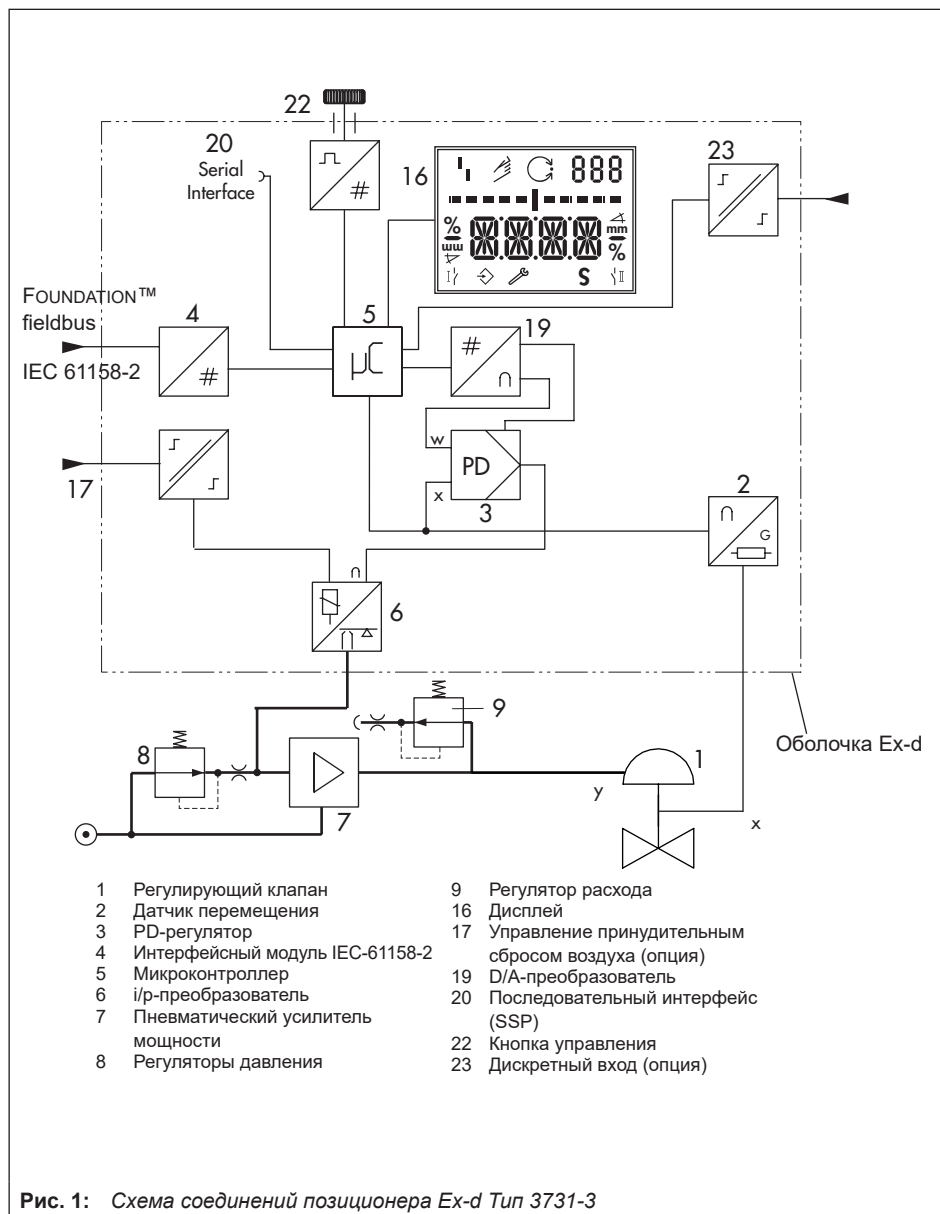 22
20
Serial
Interface
#
16
888
%
mm
%
mm
S
I
II
23
FOUNDATION™
fieldbus
IEC 61158-2
4
#
5
µC
19
#
w
x
PD
3
17
2
G
6
9
Оболочка Ex-d
8
7
y
1
x
1 Регулирующий клапан
2 Датчик перемещения
3 PD-регулятор
4 Интерфейсный модуль IEC-61158-2
5 Микроконтроллер
6 i/p-преобразователь
7 Пневматический усилитель
мощности
8 Регуляторы давления
9 Регулятор расхода
16 Дисплей
17 Управление принудительным
сбросом воздуха (опция)
19 D/A-преобразователь
20 Последовательный интерфейс
(SSP)
22 Кнопка управления
23 Дискретный вход (опция)
Рис. 1: Схема соединений позиционера Ex-d Тип 3731-3